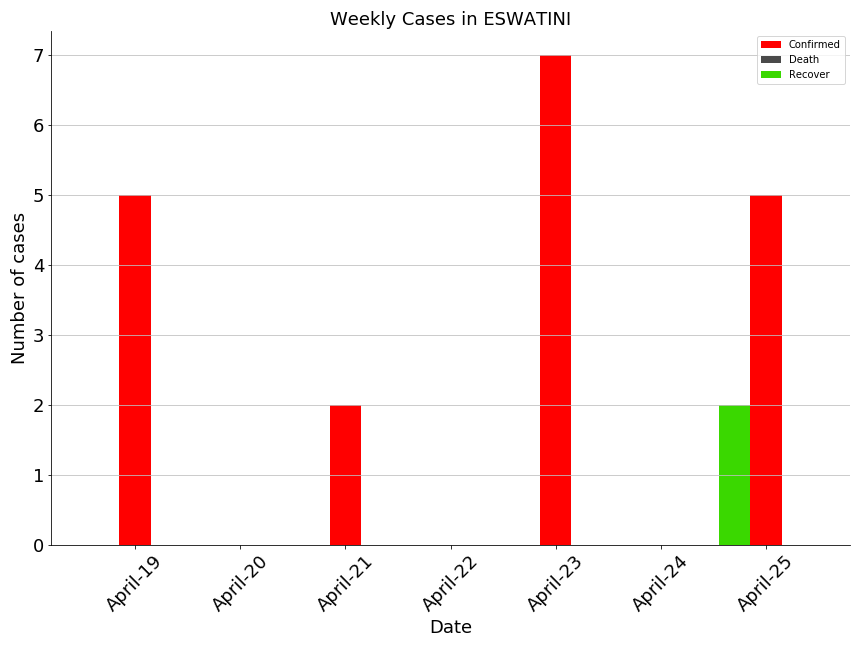 Weekly Cases in ESWATINI
Confirmed
Death
Recover
Number of cases
7
6
5
4
3
2
1
0
April-19
April-20
April-21
April-22
April-23
April-24
April-25
Date